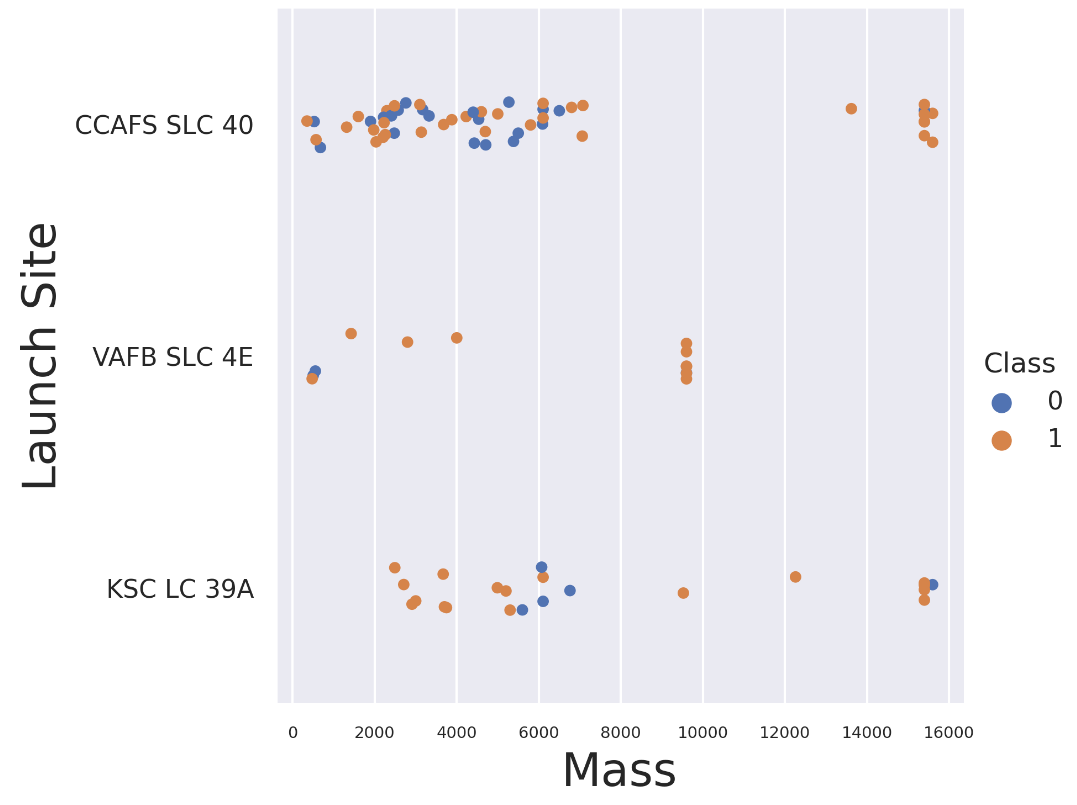 CCAFS SLC 40
VAFB SLC 4E
KSC LC 39A
Launch Site
0 2000 4000 6000 8000 10000 12000 14000 16000
Mass
Class
0
1